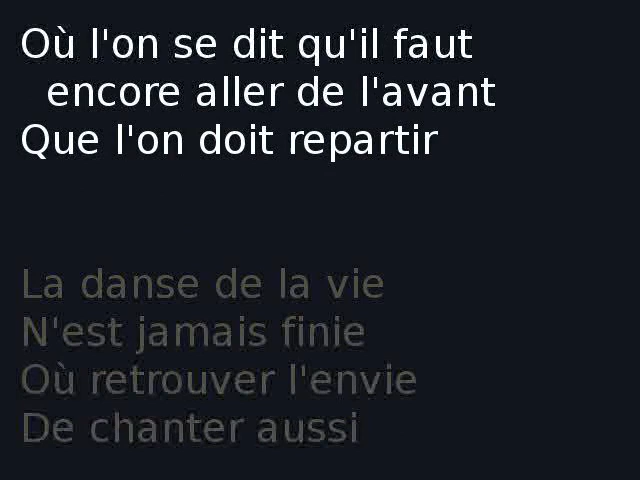 Où l'on se dit qu'il faut
encore aller de l'avant
Que l'on doit repartir
La danse de la vie
N'est jamais finie
Où retrouver l'envie
De chanter aussi